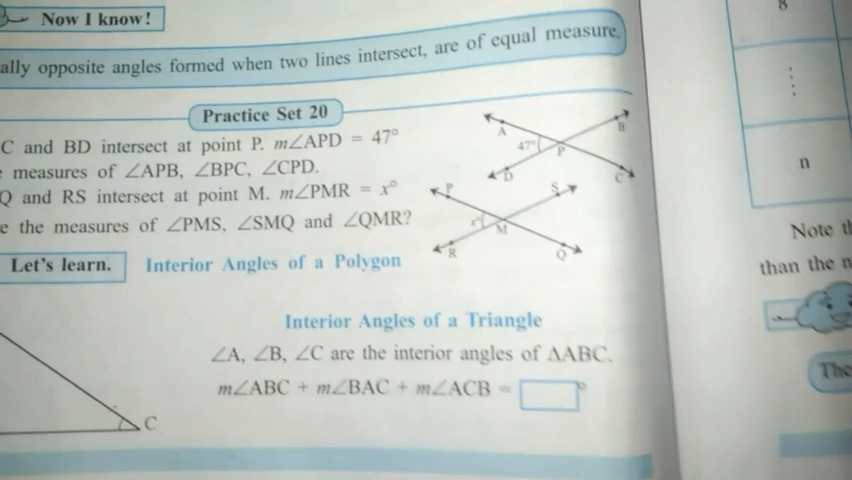 Now I know!
ally opposite angles formed when two lines intersect, are of equal measure.
Practice Set 20
C and BD intersect at point P. m∠APD = 47°
measures of ∠APB, ∠BPC, ∠CPD.
Q and RS intersect at point M. m∠PMR = x°
e the measures of ∠PMS, ∠SMQ and ∠QMR?
A
B
47°
P
D
C
P
S
x°
M
R
Q
Let's learn.
Interior Angles of a Polygon
Interior Angles of a Triangle
∠A, ∠B, ∠C are the interior angles of ΔABC.
m∠ABC + m∠BAC + m∠ACB = °
C
8
⋮
n
Note th
than the n
The